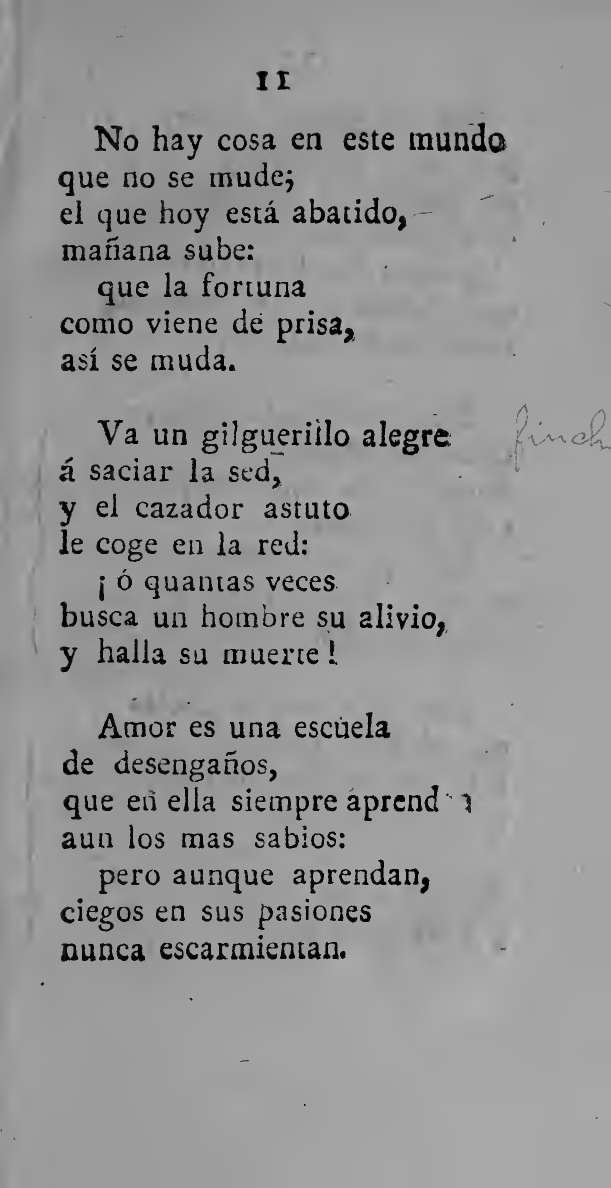 11
No hay cosa en este mundo
que no se mude;
el que hoy está abatido,
mañana sube:
que la fortuna
como viene de prisa,
así se muda.
Va un gilguerillo alegre finch
á saciar la sed,
y el cazador astuto
le coge en la red:
¡ ó quantas veces
busca un hombre su alivio,
y halla su muerte!
Amor es una escuela
de desengaños,
que en ella siempre
aun los mas sabios:
pero aunque aprendan,
ciegos en sus pasiones
nunca escarmientan.